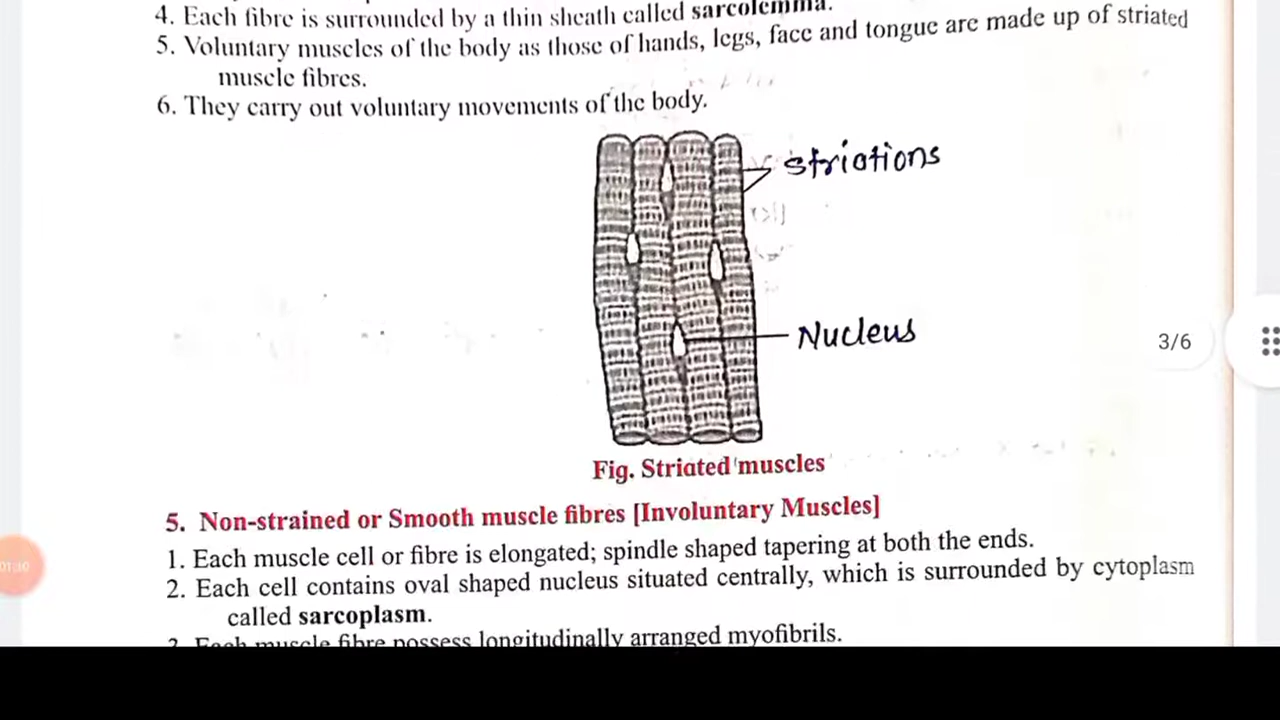 4. Each fibre is surrounded by a thin sheath called sarcolemma.
5. Voluntary muscles of the body as those of hands, legs, face and tongue are made up of striated
muscle fibres.
6. They carry out voluntary movements of the body.
striations
Nucleus
3/6
Fig. Striated muscles
5. Non-strained or Smooth muscle fibres [Involuntary Muscles]
1. Each muscle cell or fibre is elongated; spindle shaped tapering at both the ends.
01:10
2. Each cell contains oval shaped nucleus situated centrally, which is surrounded by cytoplasm
called sarcoplasm.
3. Each muscle fibre possess longitudinally arranged myofibrils.